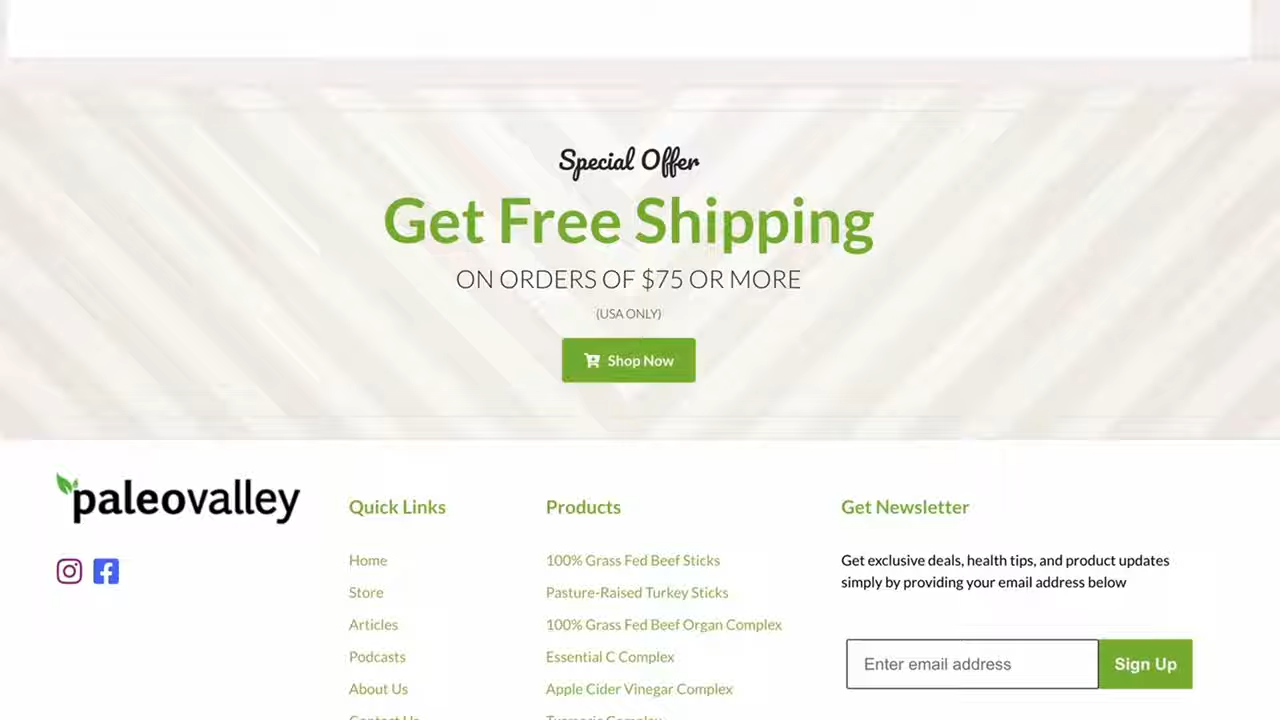 Special Offer
Get Free Shipping
ON ORDERS OF $75 OR MORE
(USA ONLY)
Shop Now
paleovalley
Quick Links
Home
Store
Articles
Podcasts
About Us
Products
100% Grass Fed Beef Sticks
Pasture-Raised Turkey Sticks
100% Grass Fed Beef Organ Complex
Essential C Complex
Apple Cider Vinegar Complex
Get Newsletter
Get exclusive deals, health tips, and product updates
simply by providing your email address below
Enter email address
Sign Up